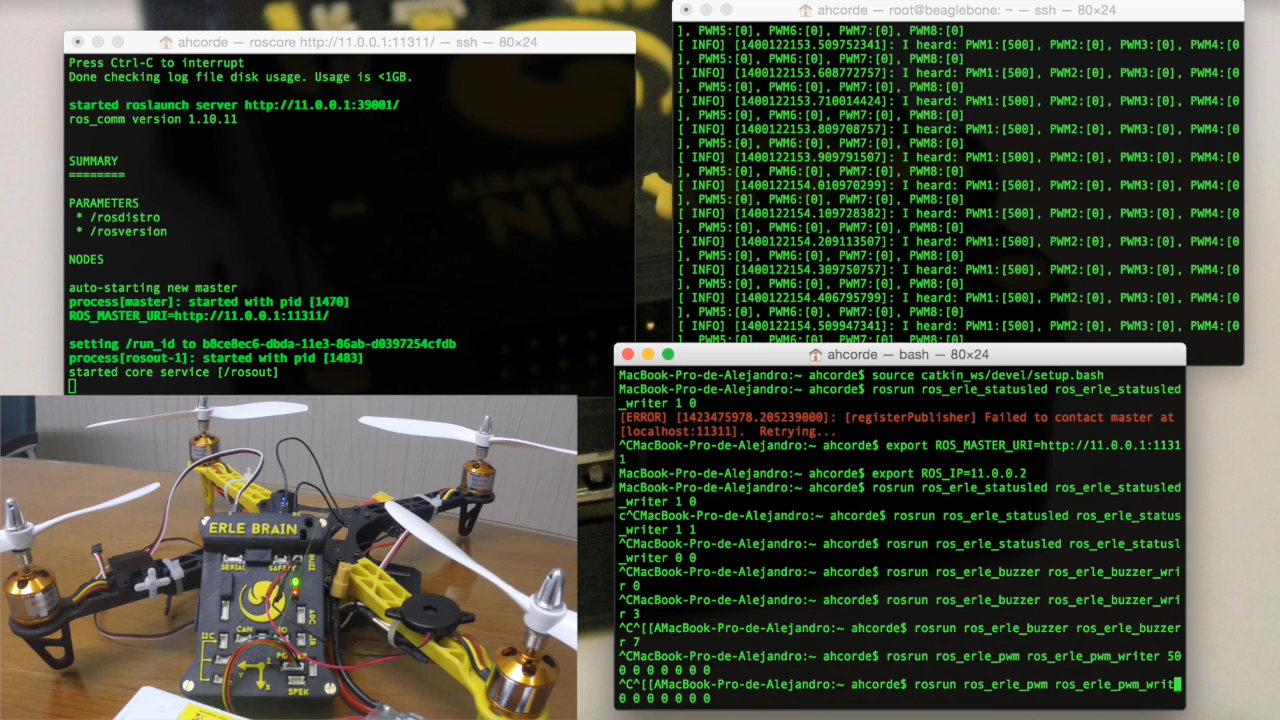 ahcorde — roscore http://11.0.0.1:11311/ — ssh — 80×24
Press Ctrl-C to interrupt
Done checking log file disk usage. Usage is <1GB.
started roslaunch server http://11.0.0.1:39001/
ros_comm version 1.10.11
SUMMARY
========
PARAMETERS
* /rosdistro
* /rosversion
NODES
auto-starting new master
process[master]: started with pid [1470]
ROS_MASTER_URI=http://11.0.0.1:11311/
setting /run_id to b8ce8ec6-dbda-11e3-86ab-d0397254cfdb
process[rosout-1]: started with pid [1483]
started core service [/rosout]
ahcorde — root@beaglebone: ~ — ssh — 80×24
], PWM5:[0], PWM6:[0], PWM7:[0], PWM8:[0]
[ INFO] [1400122153.509752341]: I heard: PWM1:[500], PWM2:[0], PWM3:[0], PWM4:[0
], PWM5:[0], PWM6:[0], PWM7:[0], PWM8:[0]
[ INFO] [1400122153.608772757]: I heard: PWM1:[500], PWM2:[0], PWM3:[0], PWM4:[0
], PWM5:[0], PWM6:[0], PWM7:[0], PWM8:[0]
[ INFO] [1400122153.710014424]: I heard: PWM1:[500], PWM2:[0], PWM3:[0], PWM4:[0
], PWM5:[0], PWM6:[0], PWM7:[0], PWM8:[0]
[ INFO] [1400122153.809708757]: I heard: PWM1:[500], PWM2:[0], PWM3:[0], PWM4:[0
], PWM5:[0], PWM6:[0], PWM7:[0], PWM8:[0]
[ INFO] [1400122153.909791507]: I heard: PWM1:[500], PWM2:[0], PWM3:[0], PWM4:[0
], PWM5:[0], PWM6:[0], PWM7:[0], PWM8:[0]
[ INFO] [1400122154.010970299]: I heard: PWM1:[500], PWM2:[0], PWM3:[0], PWM4:[0
], PWM5:[0], PWM6:[0], PWM7:[0], PWM8:[0]
[ INFO] [1400122154.109728382]: I heard: PWM1:[500], PWM2:[0], PWM3:[0], PWM4:[0
], PWM5:[0], PWM6:[0], PWM7:[0], PWM8:[0]
[ INFO] [1400122154.209113507]: I heard: PWM1:[500], PWM2:[0], PWM3:[0], PWM4:[0
], PWM5:[0], PWM6:[0], PWM7:[0], PWM8:[0]
[ INFO] [1400122154.309750757]: I heard: PWM1:[500], PWM2:[0], PWM3:[0], PWM4:[0
], PWM5:[0], PWM6:[0], PWM7:[0], PWM8:[0]
[ INFO] [1400122154.406795799]: I heard: PWM1:[500], PWM2:[0], PWM3:[0], PWM4:[0
], PWM5:[0], PWM6:[0], PWM7:[0], PWM8:[0]
[ INFO] [1400122154.509947341]: I heard: PWM1:[500], PWM2:[0], PWM3:[0], PWM4:[0
], PWM5:[0], PWM6:[0], PWM7:[0], PWM8:[0]
ahcorde — bash — 80×24
MacBook-Pro-de-Alejandro:~ ahcorde$ source catkin_ws/devel/setup.bash
MacBook-Pro-de-Alejandro:~ ahcorde$ rosrun ros_erle_statusled ros_erle_statusled
_writer 1 0
[ERROR] [1423475978.205239000]: [registerPublisher] Failed to contact master at
[localhost:11311].  Retrying...
^CMacBook-Pro-de-Alejandro:~ ahcorde$ export ROS_MASTER_URI=http://11.0.0.1:1131
1
MacBook-Pro-de-Alejandro:~ ahcorde$ export ROS_IP=11.0.0.2
MacBook-Pro-de-Alejandro:~ ahcorde$ rosrun ros_erle_statusled ros_erle_statusled
_writer 1 0
c^CMacBook-Pro-de-Alejandro:~ ahcorde$ rosrun ros_erle_statusled ros_erle_status
_writer 1 1
^CMacBook-Pro-de-Alejandro:~ ahcorde$ rosrun ros_erle_statusled ros_erle_statusl
_writer 0 0
^CMacBook-Pro-de-Alejandro:~ ahcorde$ rosrun ros_erle_buzzer ros_erle_buzzer_wri
r 0
^CMacBook-Pro-de-Alejandro:~ ahcorde$ rosrun ros_erle_buzzer ros_erle_buzzer_wri
r 3
^C^[[AMacBook-Pro-de-Alejandro:~ ahcorde$ rosrun ros_erle_buzzer ros_erle_buzzer
r 7
^CMacBook-Pro-de-Alejandro:~ ahcorde$ rosrun ros_erle_pwm ros_erle_pwm_writer 50
0 0 0 0 0 0 0
^C^[[AMacBook-Pro-de-Alejandro:~ ahcorde$ rosrun ros_erle_pwm ros_erle_pwm_writ
0 0 0 0 0 0 0
ERLE BRAIN
SERIAL
SAFETY
BUZZ
ADC
CAN
I2C
Z
Y
X
SPEK